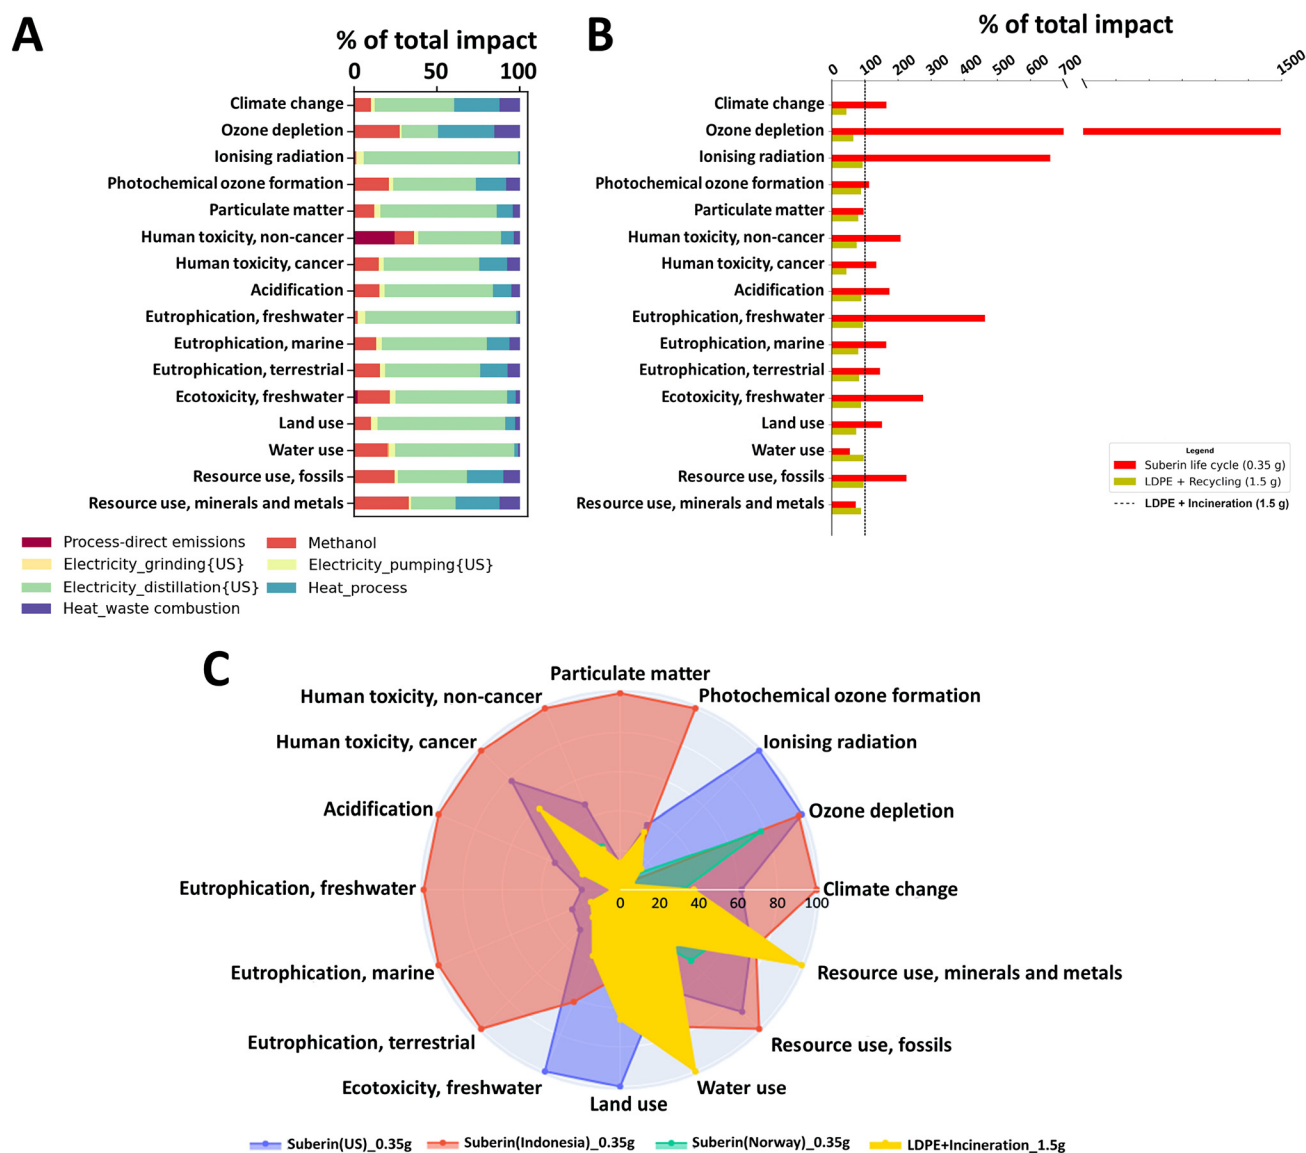 A
% of total impact
0 50 100
Climate change
Ozone depletion
Ionising radiation
Photochemical ozone formation
Particulate matter
Human toxicity, non-cancer
Human toxicity, cancer
Acidification
Eutrophication, freshwater
Eutrophication, marine
Eutrophication, terrestrial
Ecotoxicity, freshwater
Land use
Water use
Resource use, fossils
Resource use, minerals and metals
Process-direct emissions Methanol
Electricity_grinding{US} Electricity_pumping{US}
Electricity_distillation{US} Heat_process
Heat_waste combustion
B
% of total impact
0 100 200 300 400 500 600 700 1500
Climate change
Ozone depletion
Ionising radiation
Photochemical ozone formation
Particulate matter
Human toxicity, non-cancer
Human toxicity, cancer
Acidification
Eutrophication, freshwater
Eutrophication, marine
Eutrophication, terrestrial
Ecotoxicity, freshwater
Land use
Water use
Resource use, fossils
Resource use, minerals and metals
Legend
Suberin life cycle (0.35 g)
LDPE + Recycling (1.5 g)
LDPE + Incineration (1.5 g)
C
Particulate matter
Human toxicity, non-cancer Photochemical ozone formation
Human toxicity, cancer Ionising radiation
Acidification Ozone depletion
Eutrophication, freshwater Climate change
0 20 40 60 80 100
Eutrophication, marine Resource use, minerals and metals
Eutrophication, terrestrial Resource use, fossils
Ecotoxicity, freshwater Water use
Land use
Suberin(US)_0.35g Suberin(Indonesia)_0.35g Suberin(Norway)_0.35g LDPE+Incineration_1.5g